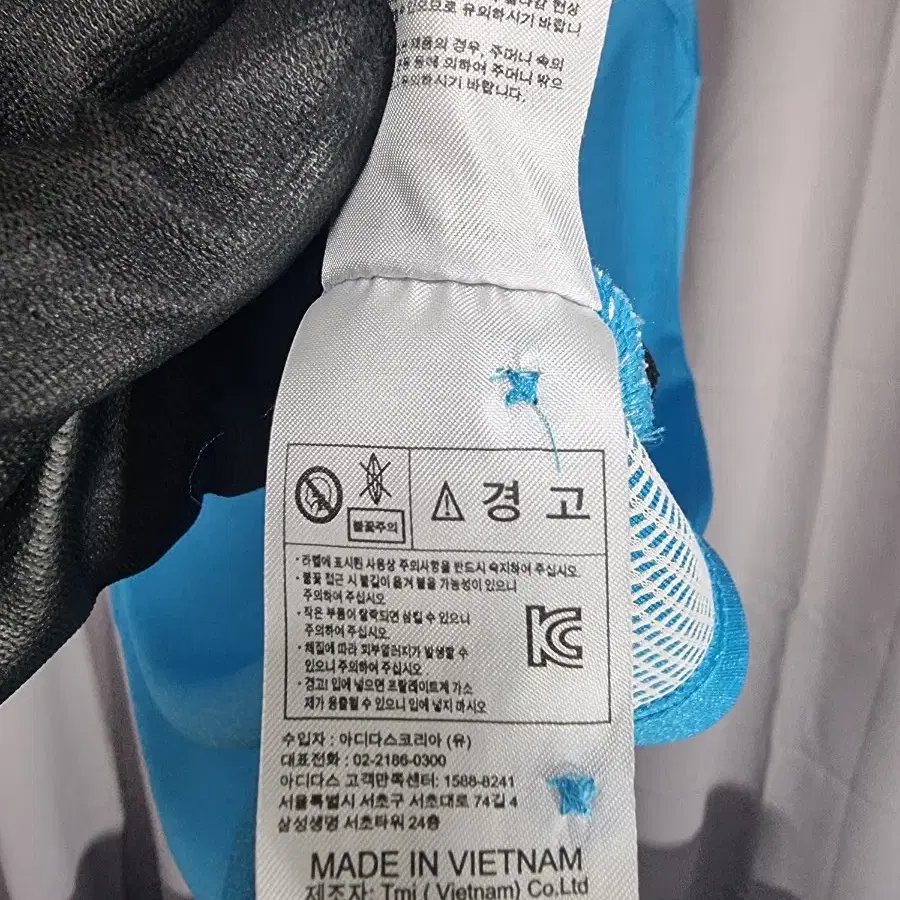 있으므로 유의하시기 바랍니
제품의 경우, 주머니 속의
등에 의하여 주머니 밖으
하시기 바랍니다.
불꽃주의
경 고
· 라벨에 표시된 사용상 주의사항을 반드시 숙지하여 주십시오
· 불꽃 접근 시 불길이 옮겨 붙을 가능성이 있으니
주의하여 주십시오
· 작은 부품이 탈락되면 삼킬 수 있으니
주의하여 주십시오
· 재질에 따라 피부알러지가 발생할 수
있으니 주의하여 주십시오
· 경고! 입에 넣으면 프탈레이트계 가소
제가 용출될 수 있으니 입에 넣지 마시오
수입자 : 아디다스코리아 (유)
대표전화 : 02-2186-0300
아디다스 고객만족센터: 1588-8241
서울특별시 서초구 서초대로 74길 4
삼성생명 서초타워 24층
MADE IN VIETNAM
제조자: Tmi ( Vietnam) Co.Ltd